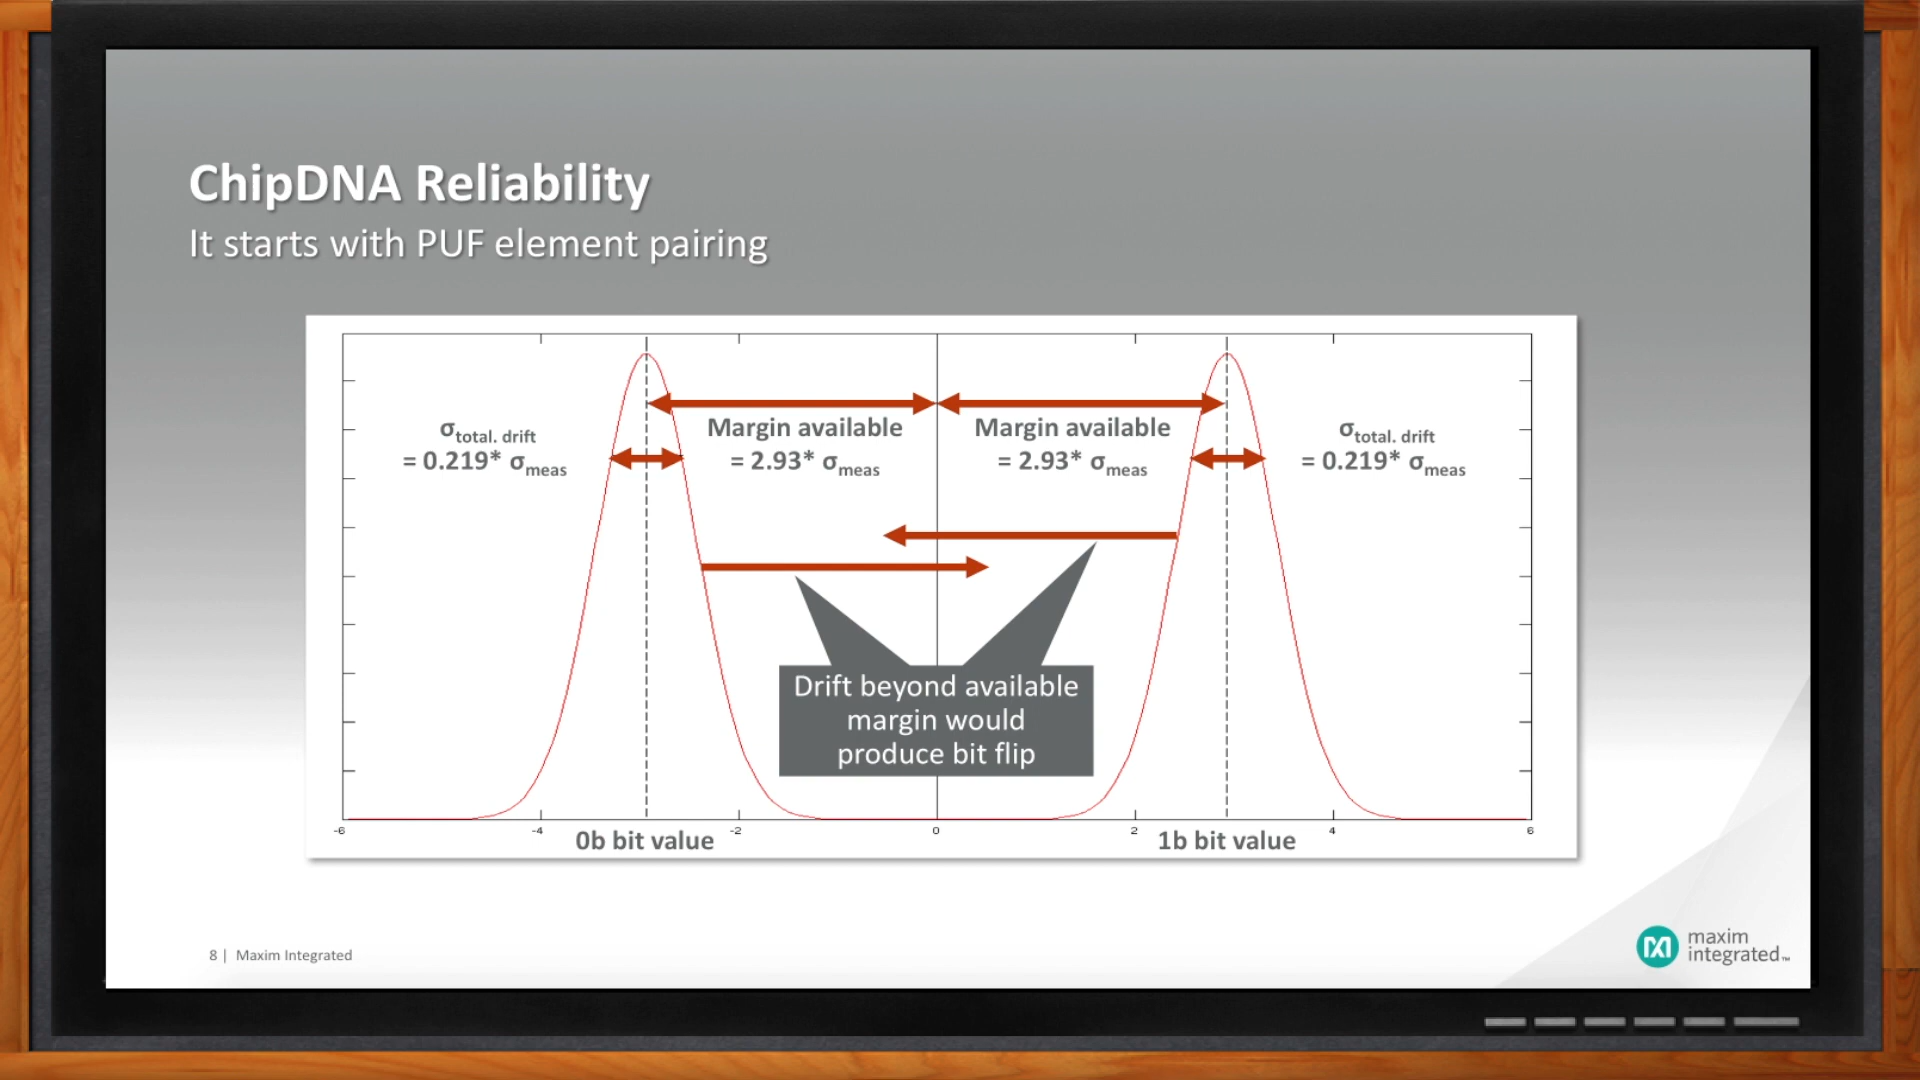 ChipDNA Reliability
It starts with PUF element pairing
σtotal. drift
= 0.219* σmeas
Margin available
= 2.93* σmeas
Margin available
= 2.93* σmeas
σtotal. drift
= 0.219* σmeas
Drift beyond available
margin would
produce bit flip
-6 -4 -2 0 2 4 6
0b bit value
1b bit value
8 | Maxim Integrated
maxim
integrated™